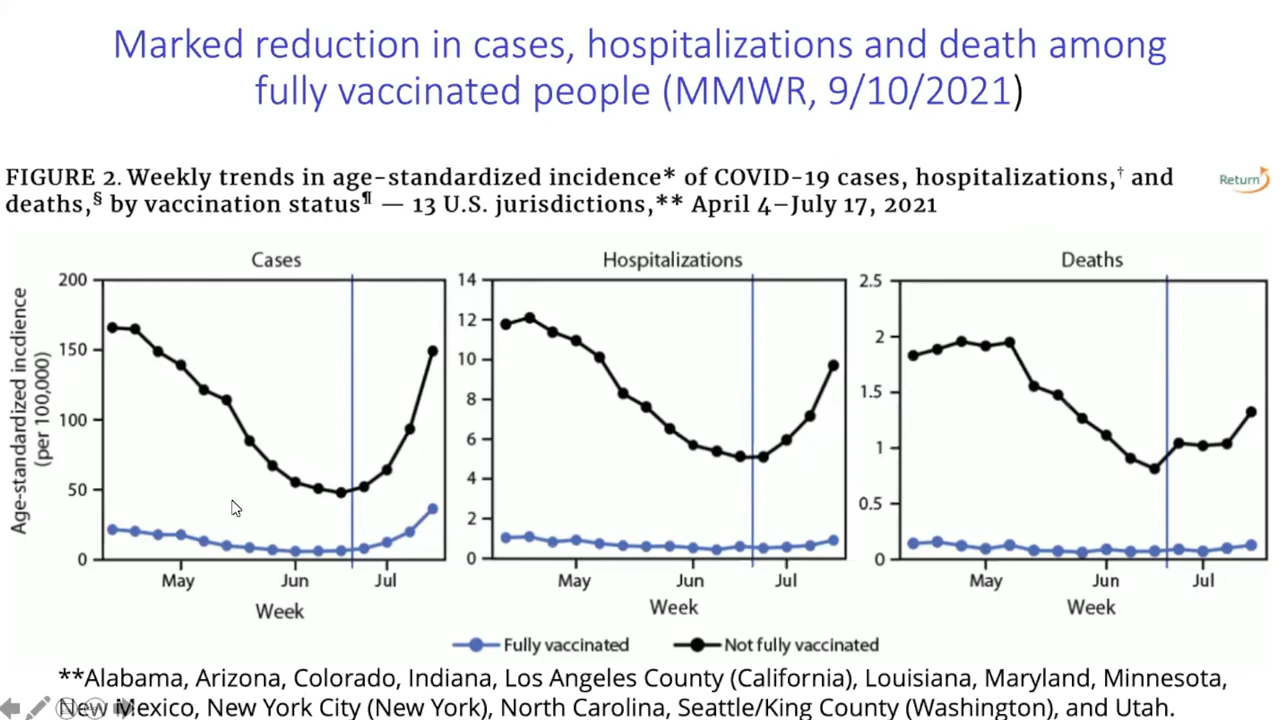 Marked reduction in cases, hospitalizations and death among
fully vaccinated people (MMWR, 9/10/2021)
FIGURE 2. Weekly trends in age-standardized incidence* of COVID-19 cases, hospitalizations,† and
deaths,§ by vaccination status¶ — 13 U.S. jurisdictions,** April 4–July 17, 2021
Return
Cases
Age-standardized incdience
(per 100,000)
200
150
100
50
0
May Jun Jul
Week
Hospitalizations
14
12
10
8
6
4
2
0
May Jun Jul
Week
Deaths
2.5
2
1.5
1
0.5
0
May Jun Jul
Week
Fully vaccinated Not fully vaccinated
**Alabama, Arizona, Colorado, Indiana, Los Angeles County (California), Louisiana, Maryland, Minnesota,
New Mexico, New York City (New York), North Carolina, Seattle/King County (Washington), and Utah.